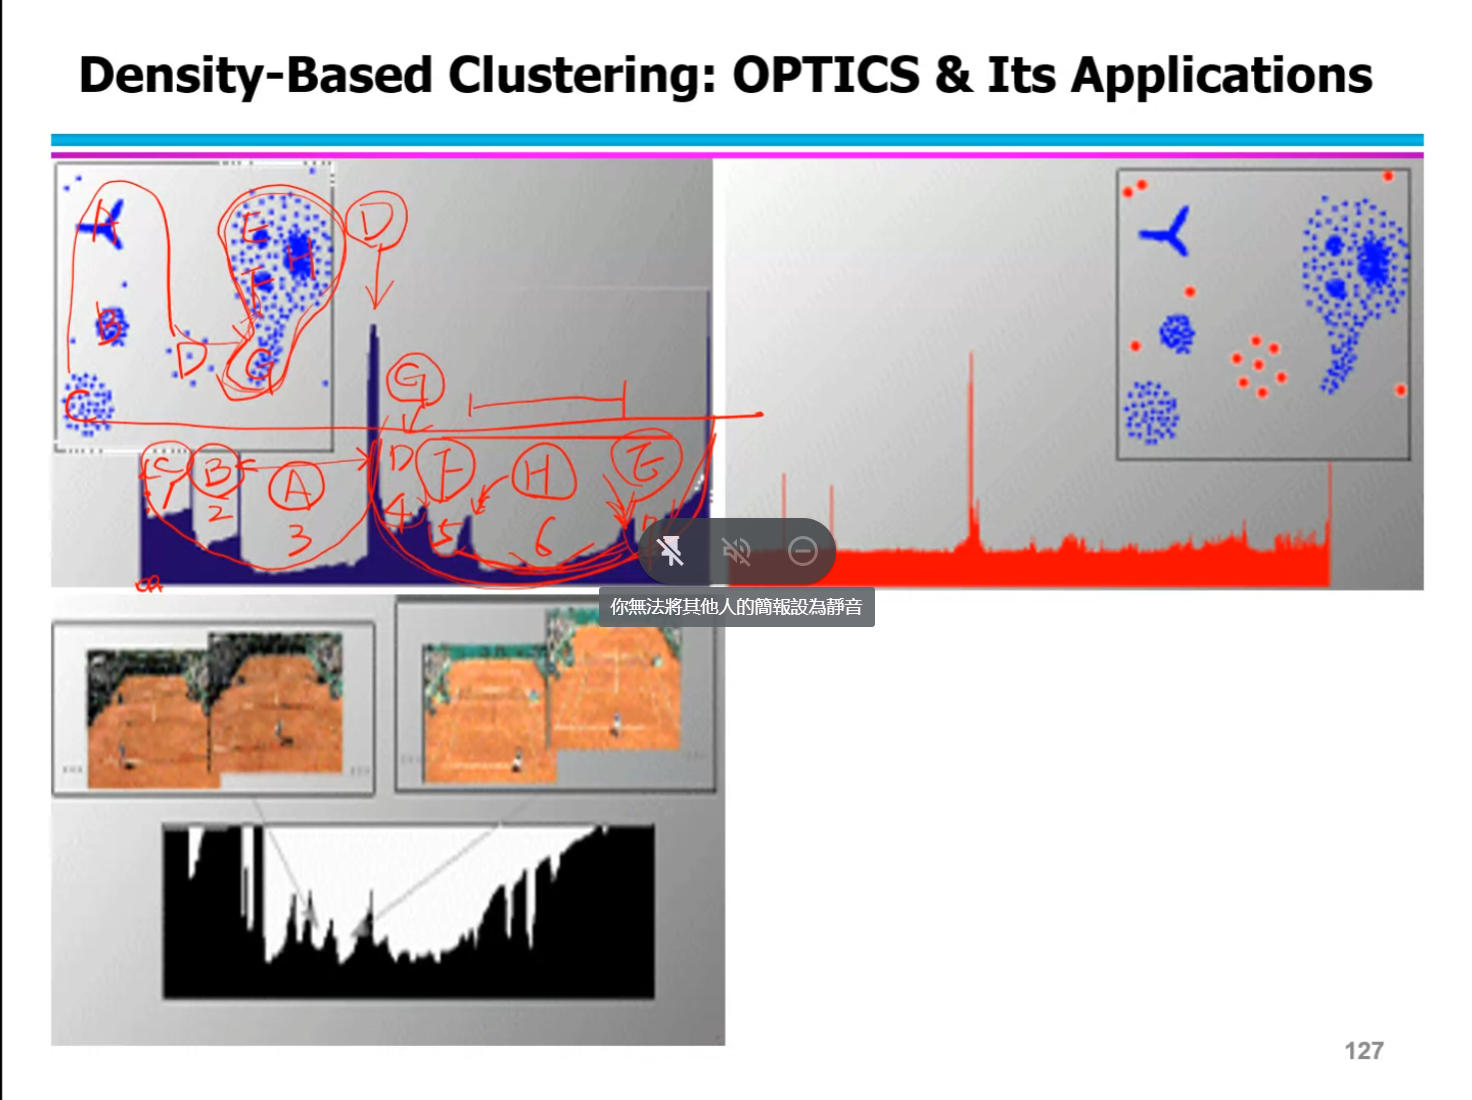 Density-Based Clustering: OPTICS & Its Applications
A
E
D
H
F
B
D
G
C
G
C
B
A
D
F
H
E
1
2
3
4
5
6
你無法將其他人的簡報設為靜音
127